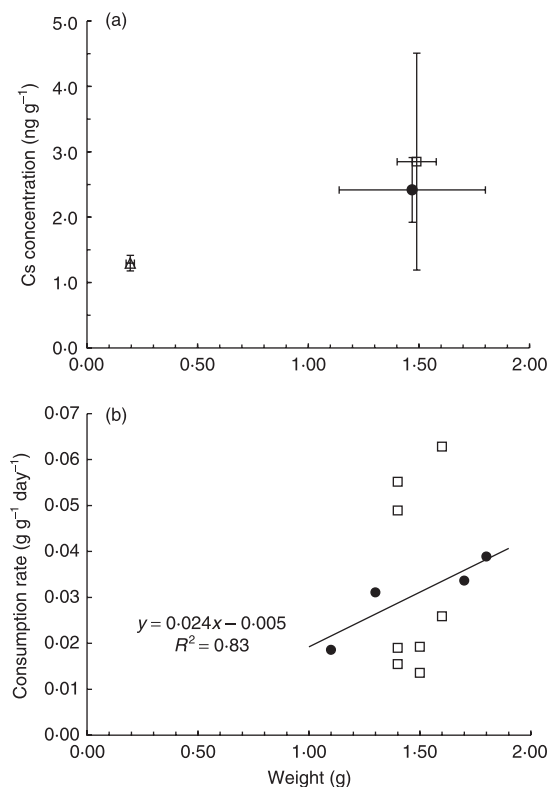 (a)
5·0
4·0
3·0
2·0
1·0
0·0
Cs concentration (ng g⁻¹)
0·00 0·50 1·00 1·50 2·00
(b)
0·07
0·06
0·05
0·04
0·03
0·02
0·01
0·00
Consumption rate (g g⁻¹ day⁻¹)
y = 0·024x – 0·005
R² = 0·83
0·00 0·50 1·00 1·50 2·00
Weight (g)